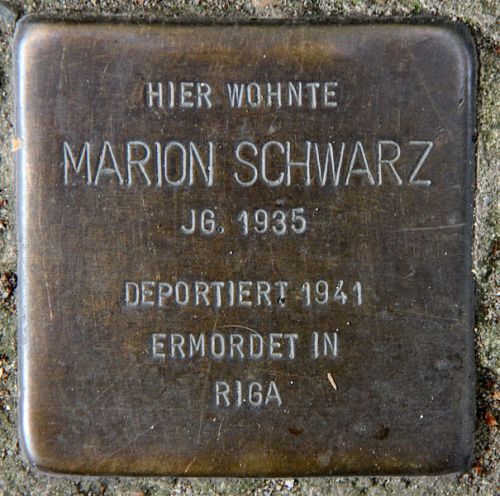 HIER WOHNTE
MARION SCHWARZ
JG. 1935
DEPORTIERT 1941
ERMORDET IN
RIGA